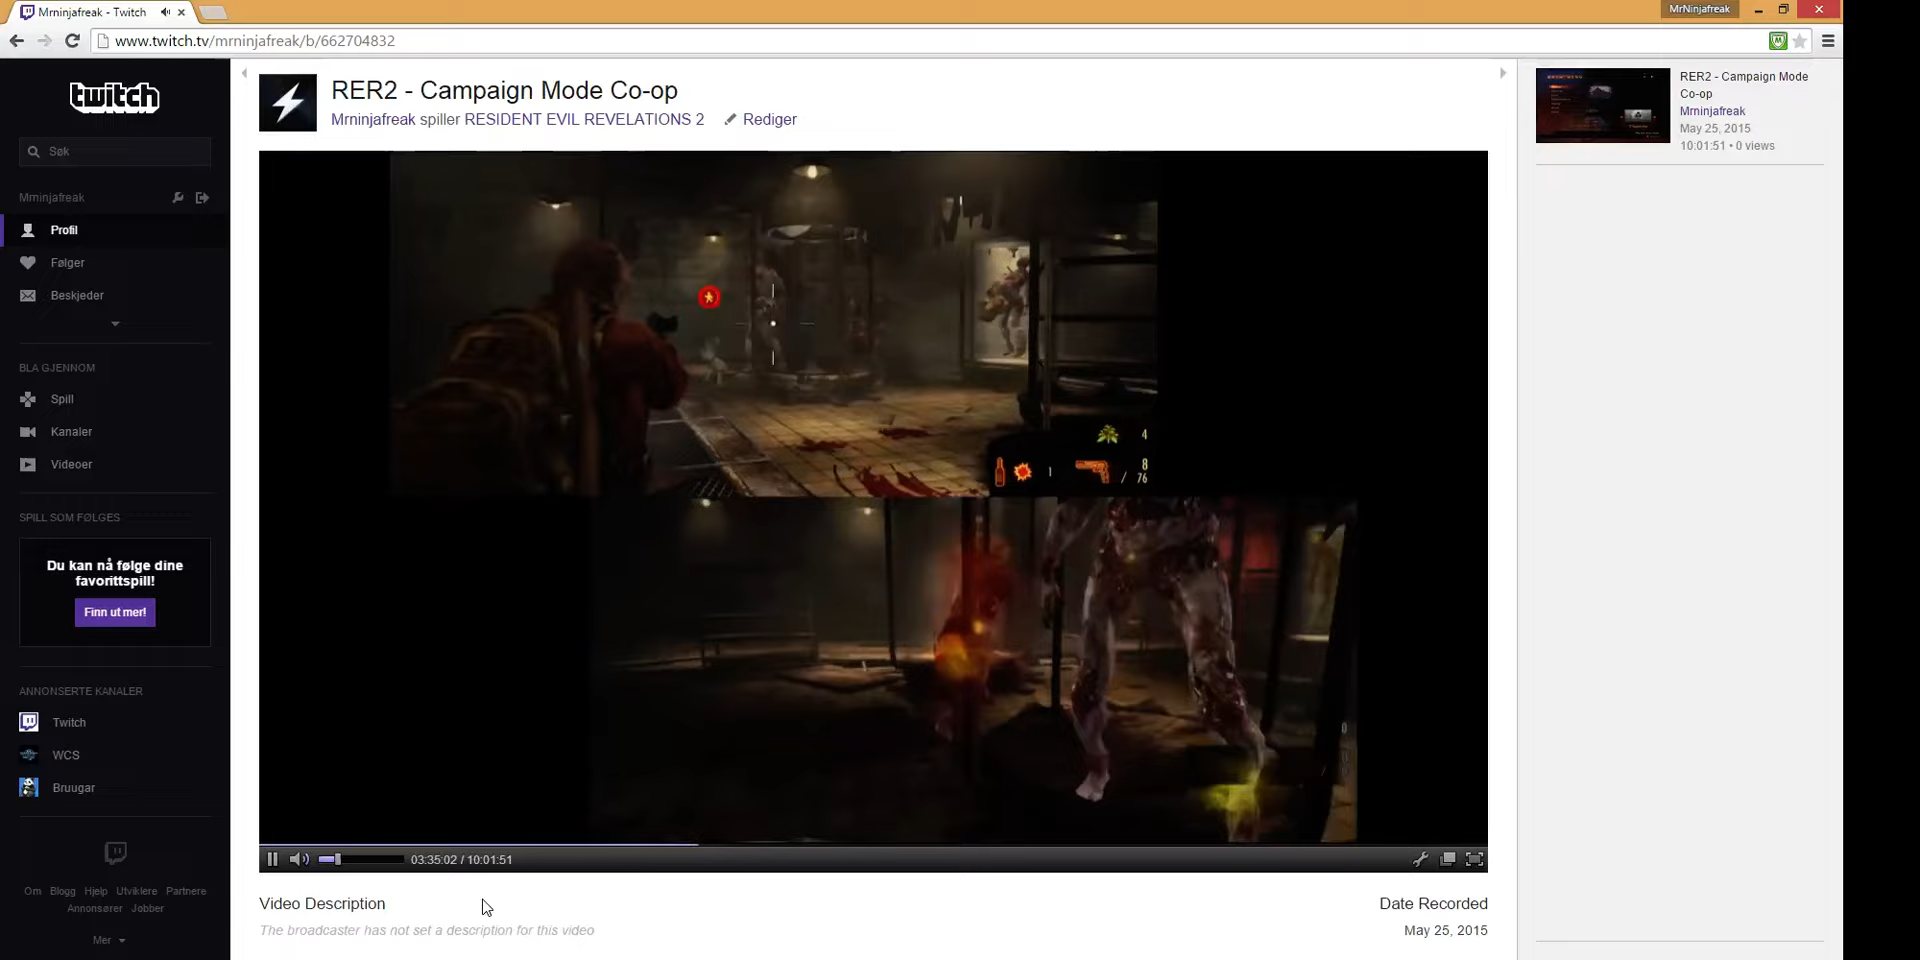 Mrninjafreak - Twitch
MrNinjafreak
www.twitch.tv/mrninjafreak/b/662704832
twitch
Søk
Mrninjafreak
Profil
Følger
Beskjeder
BLA GJENNOM
Spill
Kanaler
Videoer
SPILL SOM FØLGES
Du kan nå følge dine
favorittspill!
Finn ut mer!
ANNONSERTE KANALER
Twitch
WCS
Bruugar
Om Blogg Hjelp Utviklere Partnere
Annonsører Jobber
Mer
RER2 - Campaign Mode Co-op
Mrninjafreak spiller RESIDENT EVIL REVELATIONS 2 Rediger
4
1
8
/ 76
03:35:02 / 10:01:51
Video Description
The broadcaster has not set a description for this video
Date Recorded
May 25, 2015
RER2 - Campaign Mode
Co-op
Mrninjafreak
May 25, 2015
10:01:51 • 0 views